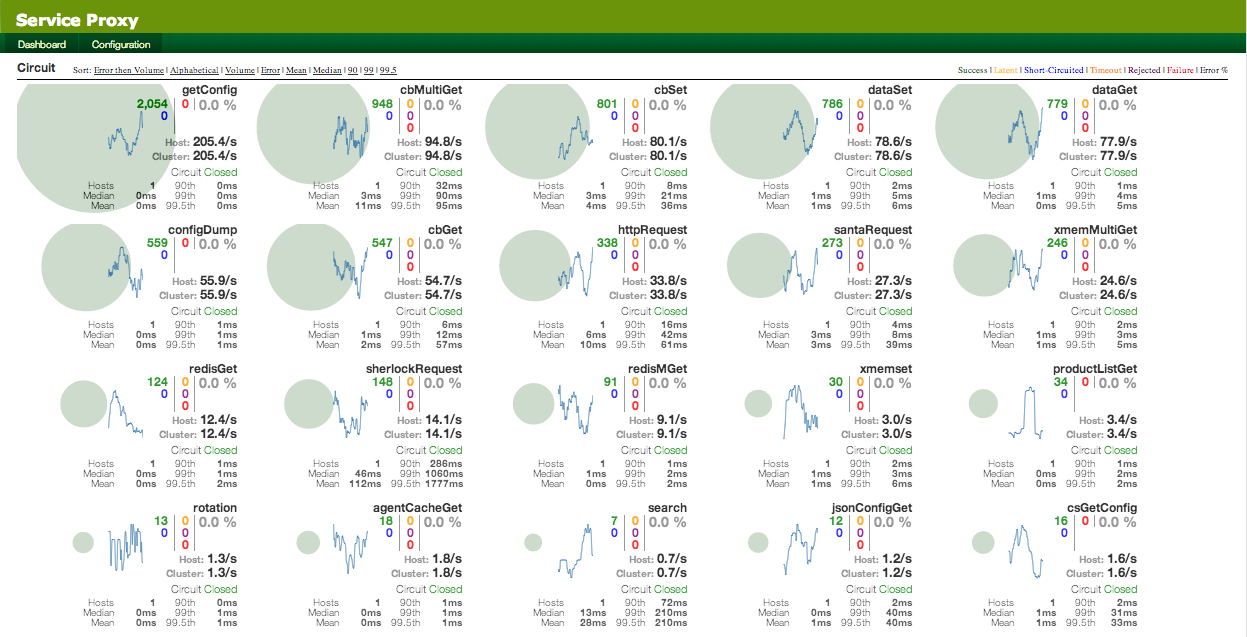 Service Proxy
Dashboard Configuration
Circuit Sort: Error then Volume | Alphabetical | Volume | Error | Mean | Median | 90 | 99 | 99.5 Success | Latent | Short-Circuited | Timeout | Rejected | Failure | Error %
getConfig
2,054 0 0.0 %
0
Host: 205.4/s
Cluster: 205.4/s
Circuit Closed
Hosts 1 90th 0ms
Median 0ms 99th 0ms
Mean 0ms 99.5th 0ms
cbMultiGet
948 0 0.0 %
0 0
0
Host: 94.8/s
Cluster: 94.8/s
Circuit Closed
Hosts 1 90th 32ms
Median 3ms 99th 90ms
Mean 11ms 99.5th 95ms
cbSet
801 0 0.0 %
0 0
0
Host: 80.1/s
Cluster: 80.1/s
Circuit Closed
Hosts 1 90th 8ms
Median 3ms 99th 21ms
Mean 4ms 99.5th 36ms
dataSet
786 0 0.0 %
0 0
0
Host: 78.6/s
Cluster: 78.6/s
Circuit Closed
Hosts 1 90th 2ms
Median 1ms 99th 5ms
Mean 1ms 99.5th 6ms
dataGet
779 0 0.0 %
0 0
0
Host: 77.9/s
Cluster: 77.9/s
Circuit Closed
Hosts 1 90th 1ms
Median 1ms 99th 4ms
Mean 0ms 99.5th 5ms
configDump
559 0 0.0 %
0
Host: 55.9/s
Cluster: 55.9/s
Circuit Closed
Hosts 1 90th 1ms
Median 0ms 99th 1ms
Mean 0ms 99.5th 1ms
cbGet
547 0 0.0 %
0 0
0
Host: 54.7/s
Cluster: 54.7/s
Circuit Closed
Hosts 1 90th 6ms
Median 1ms 99th 12ms
Mean 2ms 99.5th 57ms
httpRequest
338 0 0.0 %
0 0
0
Host: 33.8/s
Cluster: 33.8/s
Circuit Closed
Hosts 1 90th 16ms
Median 6ms 99th 42ms
Mean 10ms 99.5th 61ms
santaRequest
273 0 0.0 %
0 0
0
Host: 27.3/s
Cluster: 27.3/s
Circuit Closed
Hosts 1 90th 4ms
Median 3ms 99th 8ms
Mean 3ms 99.5th 39ms
xmemMultiGet
246 0 0.0 %
0 0
0
Host: 24.6/s
Cluster: 24.6/s
Circuit Closed
Hosts 1 90th 2ms
Median 1ms 99th 3ms
Mean 1ms 99.5th 5ms
redisGet
124 0 0.0 %
0 0
0
Host: 12.4/s
Cluster: 12.4/s
Circuit Closed
Hosts 1 90th 1ms
Median 0ms 99th 1ms
Mean 0ms 99.5th 2ms
sherlockRequest
148 0 0.0 %
0 0
0
Host: 14.1/s
Cluster: 14.1/s
Circuit Closed
Hosts 1 90th 286ms
Median 46ms 99th 1060ms
Mean 112ms 99.5th 1777ms
redisMGet
91 0 0.0 %
0 0
0
Host: 9.1/s
Cluster: 9.1/s
Circuit Closed
Hosts 1 90th 1ms
Median 1ms 99th 2ms
Mean 0ms 99.5th 2ms
xmemset
30 0 0.0 %
0 0
0
Host: 3.0/s
Cluster: 3.0/s
Circuit Closed
Hosts 1 90th 2ms
Median 1ms 99th 3ms
Mean 1ms 99.5th 6ms
productListGet
34 0 0.0 %
0
Host: 3.4/s
Cluster: 3.4/s
Circuit Closed
Hosts 1 90th 1ms
Median 0ms 99th 2ms
Mean 0ms 99.5th 2ms
rotation
13 0 0.0 %
0 0
0
Host: 1.3/s
Cluster: 1.3/s
Circuit Closed
Hosts 1 90th 0ms
Median 0ms 99th 1ms
Mean 0ms 99.5th 1ms
agentCacheGet
18 0 0.0 %
0 0
0
Host: 1.8/s
Cluster: 1.8/s
Circuit Closed
Hosts 1 90th 1ms
Median 0ms 99th 1ms
Mean 0ms 99.5th 1ms
search
7 0 0.0 %
0 0
0
Host: 0.7/s
Cluster: 0.7/s
Circuit Closed
Hosts 1 90th 72ms
Median 13ms 99th 210ms
Mean 28ms 99.5th 210ms
jsonConfigGet
12 0 0.0 %
0 0
0
Host: 1.2/s
Cluster: 1.2/s
Circuit Closed
Hosts 1 90th 2ms
Median 0ms 99th 40ms
Mean 1ms 99.5th 40ms
csGetConfig
16 0 0.0 %
0
Host: 1.6/s
Cluster: 1.6/s
Circuit Closed
Hosts 1 90th 2ms
Median 1ms 99th 31ms
Mean 1ms 99.5th 33ms